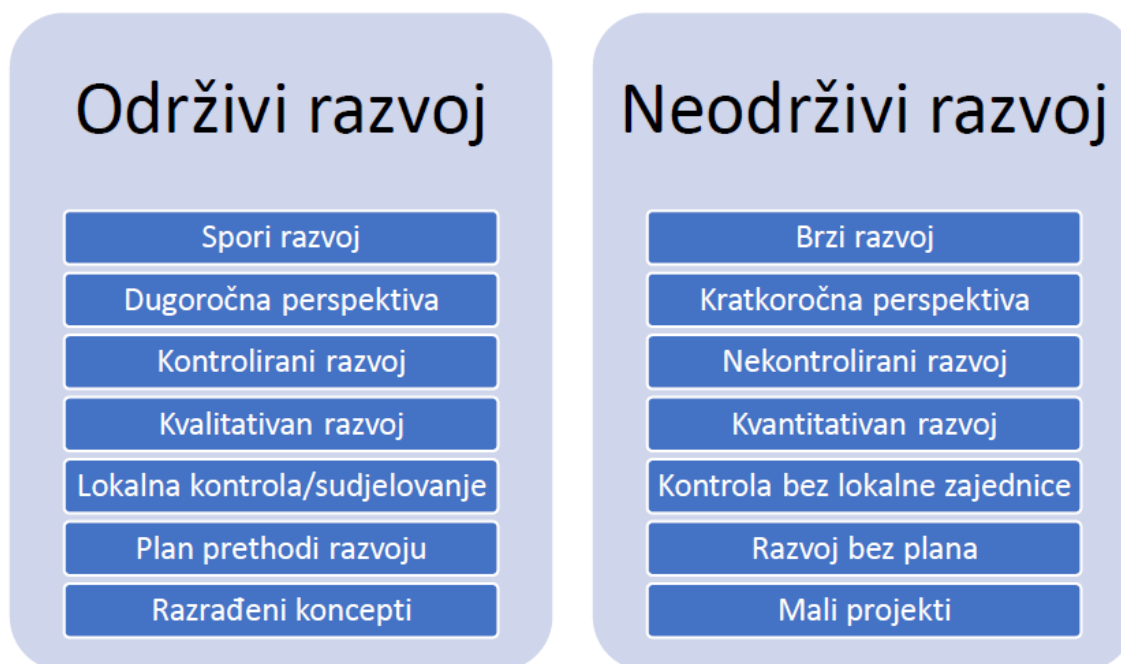 Održivi razvoj
Spori razvoj
Dugoročna perspektiva
Kontrolirani razvoj
Kvalitativan razvoj
Lokalna kontrola/sudjelovanje
Plan prethodi razvoju
Razrađeni koncepti
Neodrživi razvoj
Brzi razvoj
Kratkoročna perspektiva
Nekontrolirani razvoj
Kvantitativan razvoj
Kontrola bez lokalne zajednice
Razvoj bez plana
Mali projekti